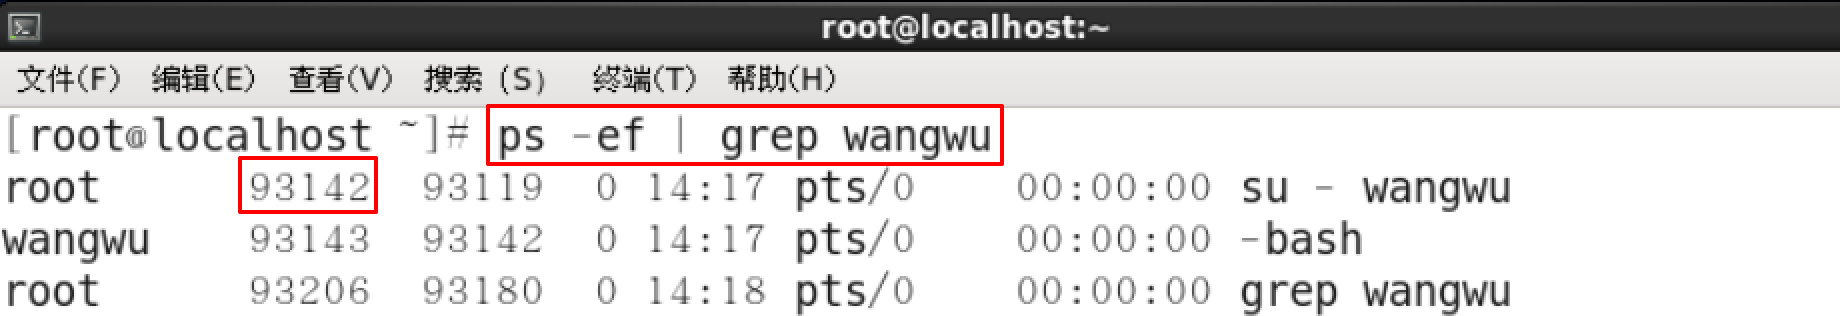 root@localhost:~
文件(F) 编辑(E) 查看(V) 搜索 (S) 终端(T) 帮助(H)
[root@localhost ~]# ps -ef | grep wangwu
root 93142 93119 0 14:17 pts/0 00:00:00 su - wangwu
wangwu 93143 93142 0 14:17 pts/0 00:00:00 -bash
root 93206 93180 0 14:18 pts/0 00:00:00 grep wangwu